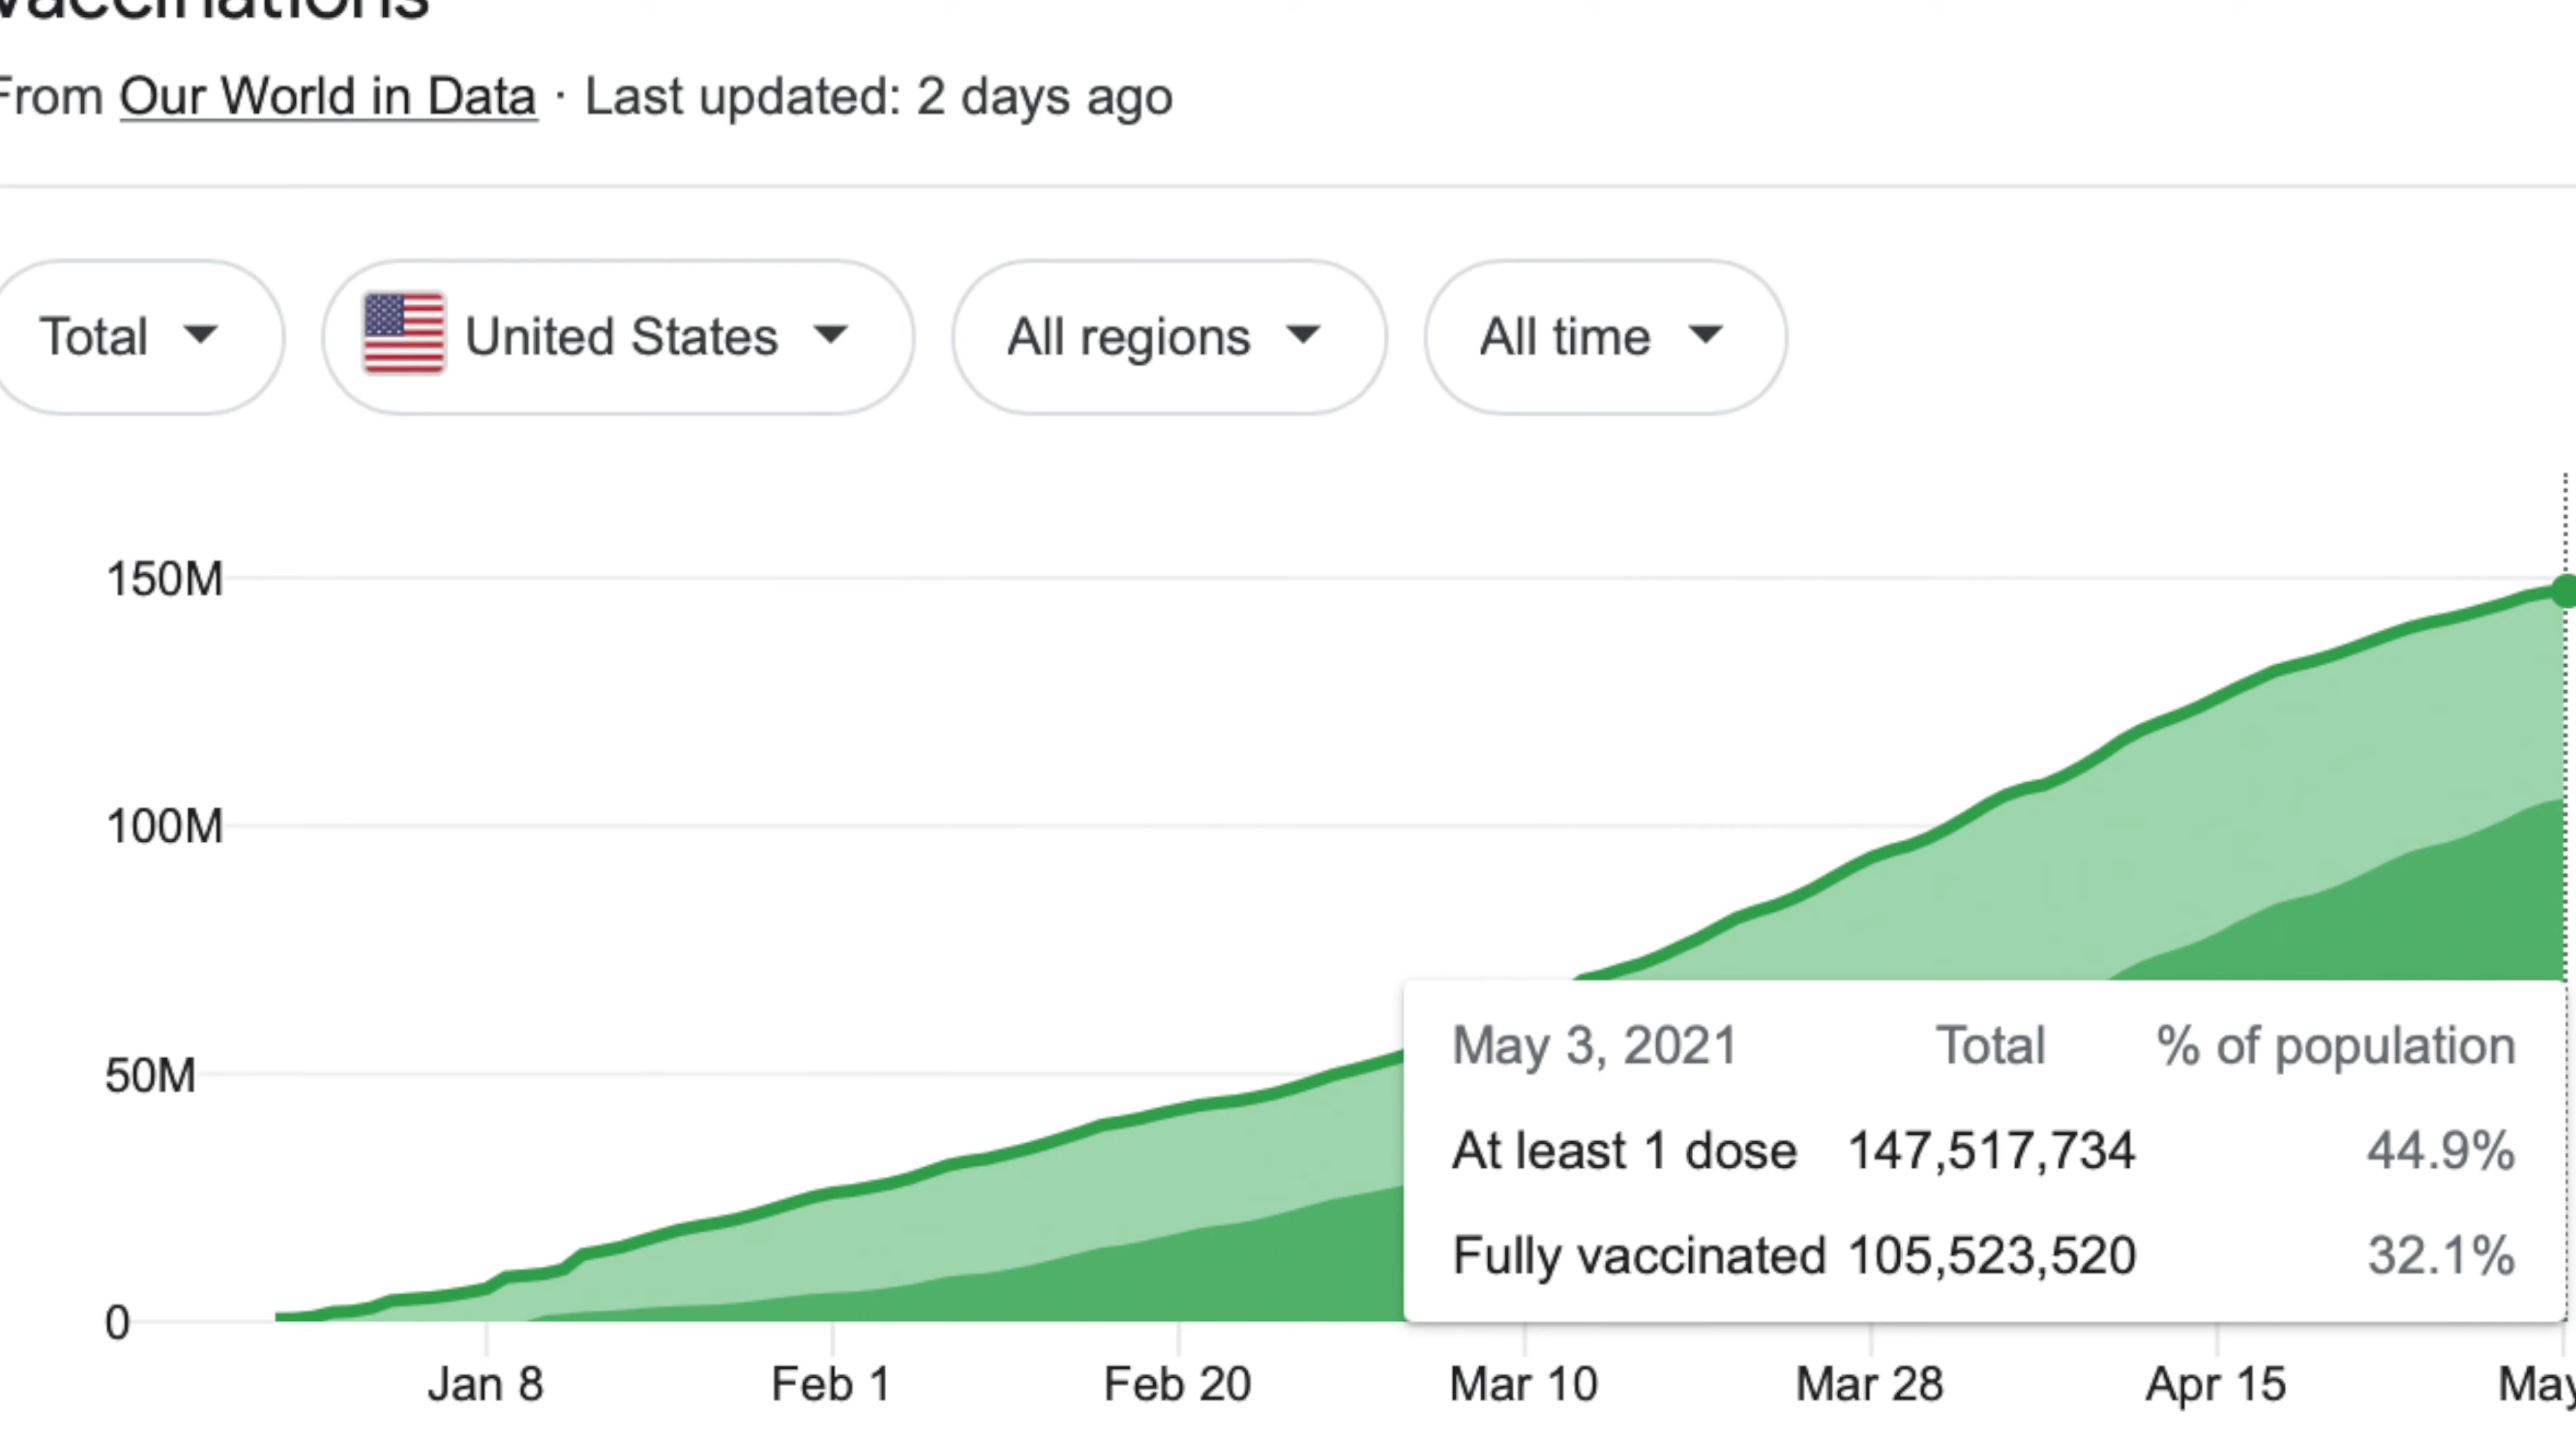 vaccinations
From Our World in Data · Last updated: 2 days ago
Total United States All regions All time
150M
100M
50M
0
May 3, 2021 Total % of population
At least 1 dose 147,517,734 44.9%
Fully vaccinated 105,523,520 32.1%
Jan 8 Feb 1 Feb 20 Mar 10 Mar 28 Apr 15 May